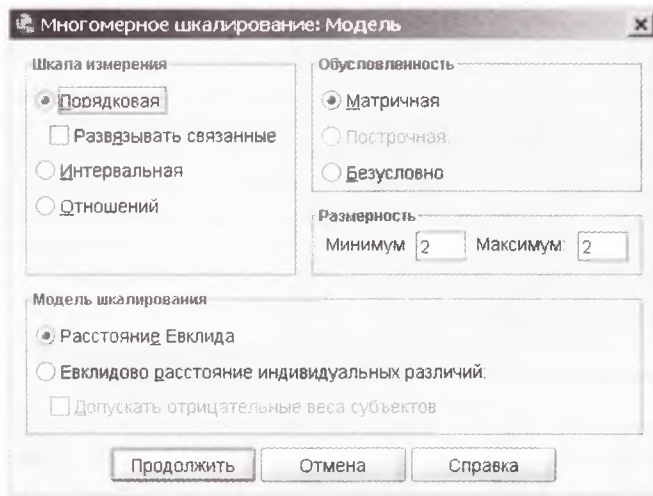 Многомерное шкалирование: Модель
Шкала измерения
Порядковая
Развязывать связанные
Интервальная
Отношений
Обусловленность
Матричная
Построчная
Безусловно
Размерность
Минимум 2 Максимум: 2
Модель шкалирования
Расстояние Евклида
Евклидово расстояние индивидуальных различий:
Допускать отрицательные веса субъектов
Продолжить Отмена Справка